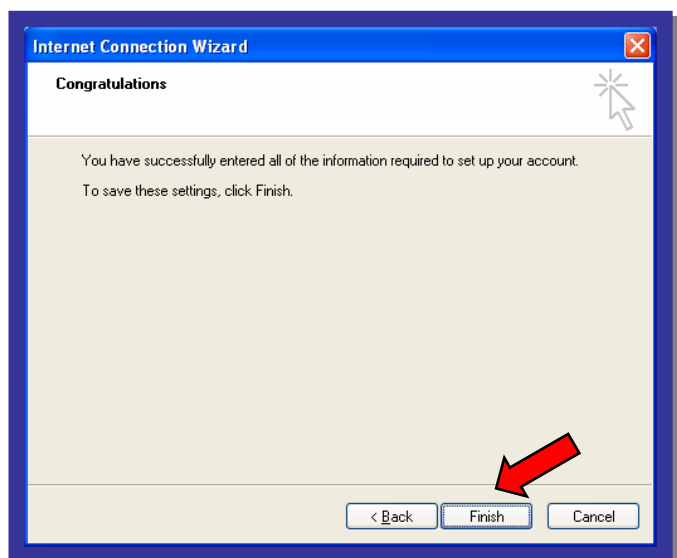 Internet Connection Wizard
Congratulations
You have successfully entered all of the information required to set up your account.
To save these settings, click Finish.
< Back Finish Cancel